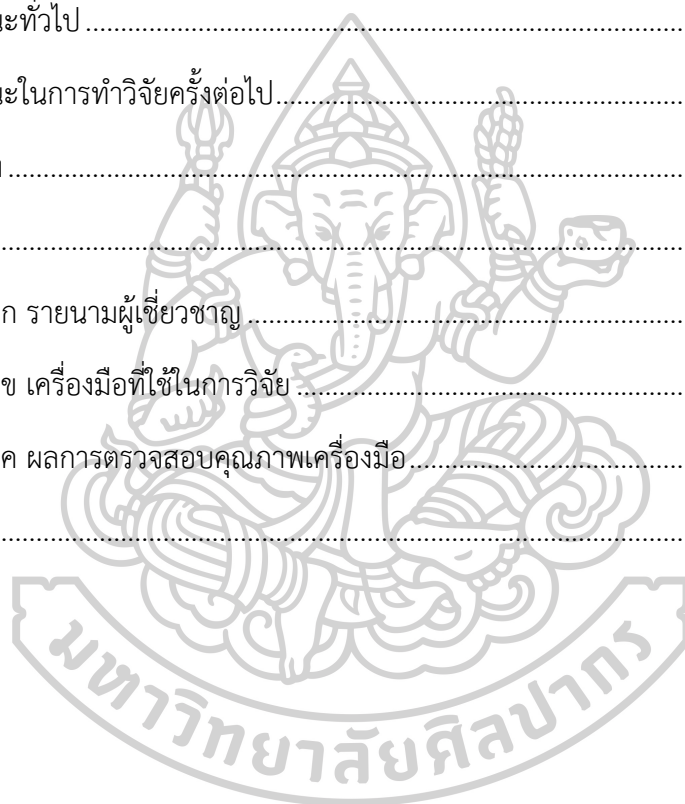 นะทั่วไป ........................................................................................................
นะในการทำวิจัยครั้งต่อไป ........................................................................
........................................................................................................................
........................................................................................................................
ก รายนามผู้เชี่ยวชาญ ..............................................................................
ข เครื่องมือที่ใช้ในการวิจัย ......................................................................
ค ผลการตรวจสอบคุณภาพเครื่องมือ ................................................
........................................................................................................................
มหาวิทยาลัยศิลปากร